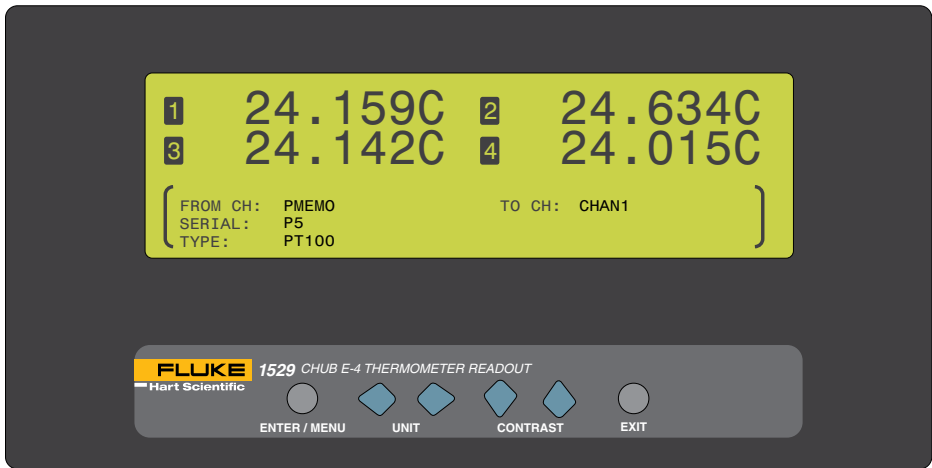 1 24.159C 2 24.634C
3 24.142C 4 24.015C
FROM CH: PMEMO TO CH: CHAN1
SERIAL: P5
TYPE: PT100
FLUKE 1529 CHUB E-4 THERMOMETER READOUT
Hart Scientific
ENTER / MENU UNIT CONTRAST EXIT